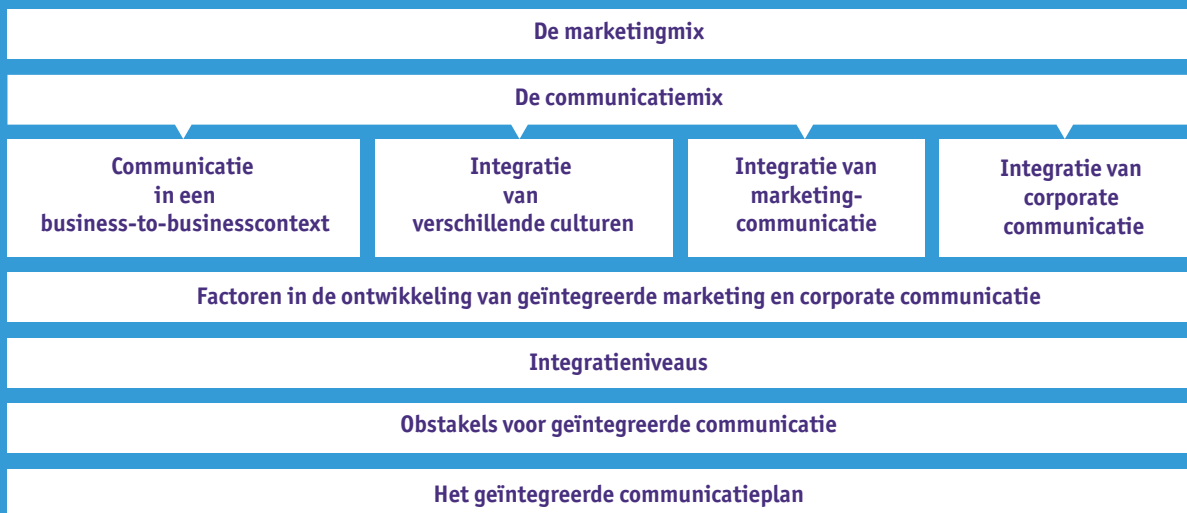 De marketingmix
De communicatiemix
Communicatie
in een
business-to-businesscontext
Integratie
van
verschillende culturen
Integratie van
marketing-
communicatie
Integratie van
corporate
communicatie
Factoren in de ontwikkeling van geïntegreerde marketing en corporate communicatie
Integratieniveaus
Obstakels voor geïntegreerde communicatie
Het geïntegreerde communicatieplan